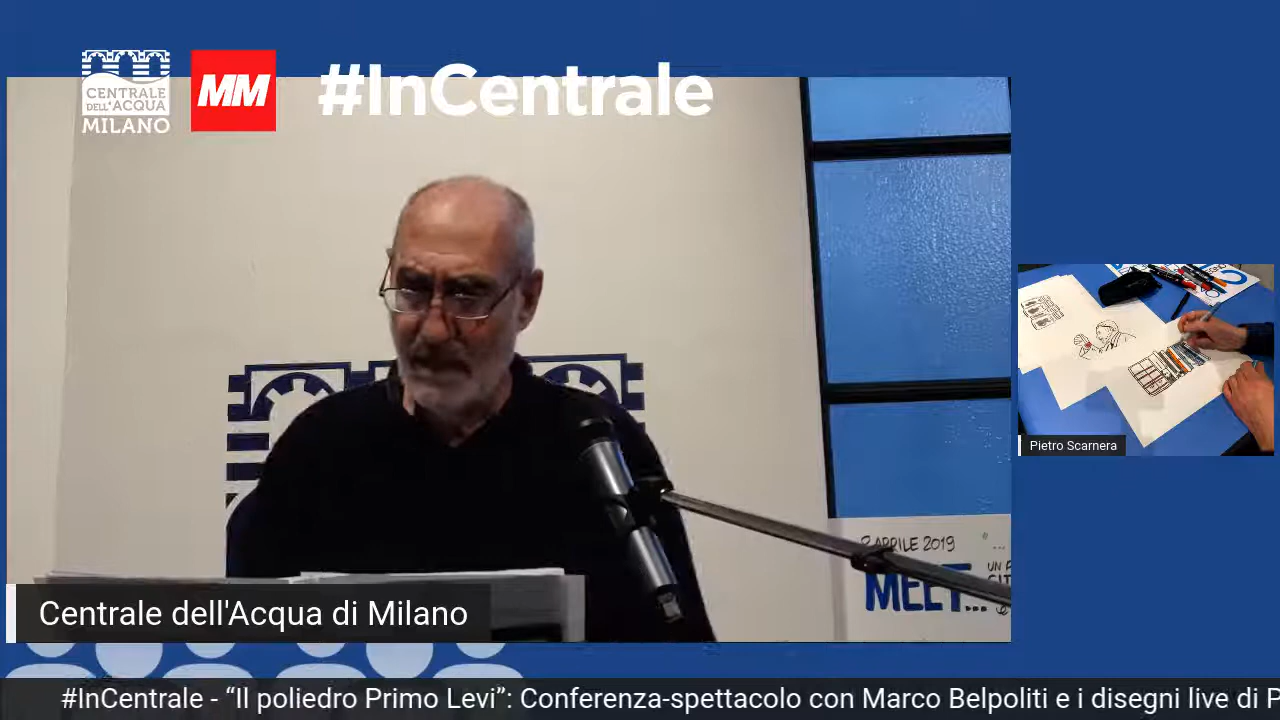 CENTRALE
DELL'ACQUA
MILANO
MM
#InCentrale
Pietro Scarnera
2 APRILE 2019
MEET...
Centrale dell'Acqua di Milano
#InCentrale - “Il poliedro Primo Levi”: Conferenza-spettacolo con Marco Belpoliti e i disegni live di P